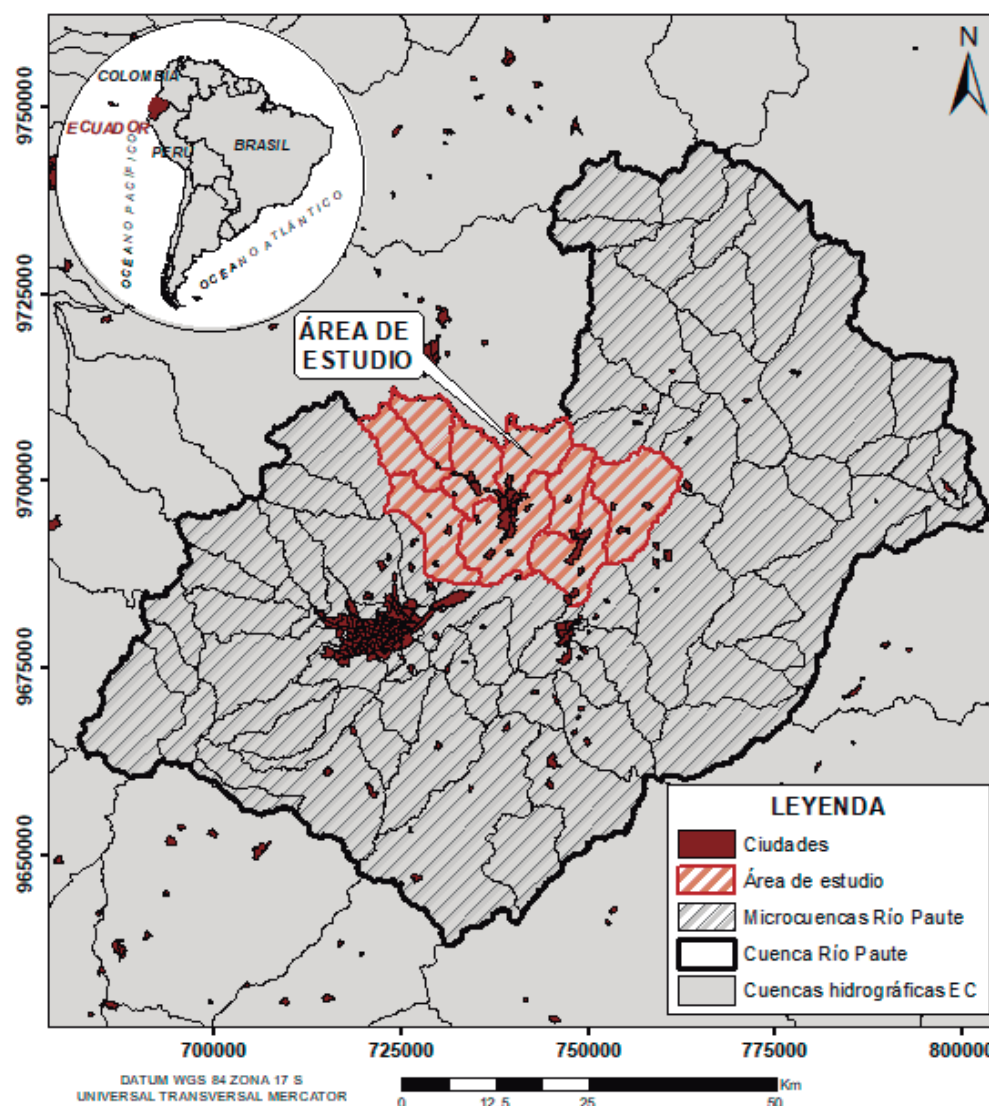 COLOMBIA
ECUADOR
PERÚ
BRASIL
OCÉANO PACÍFICO
OCÉANO ATLÁNTICO
N
ÁREA DE
ESTUDIO
9750000
9725000
9700000
9675000
9650000
LEYENDA
Ciudades
Área de estudio
Microcuencas Río Paute
Cuenca Río Paute
Cuencas hidrográficas EC
700000 725000 750000 775000 800000
DATUM WGS 84 ZONA 17 S
UNIVERSAL TRANSVERSAL MERCATOR
Km
0 12,5 25 50